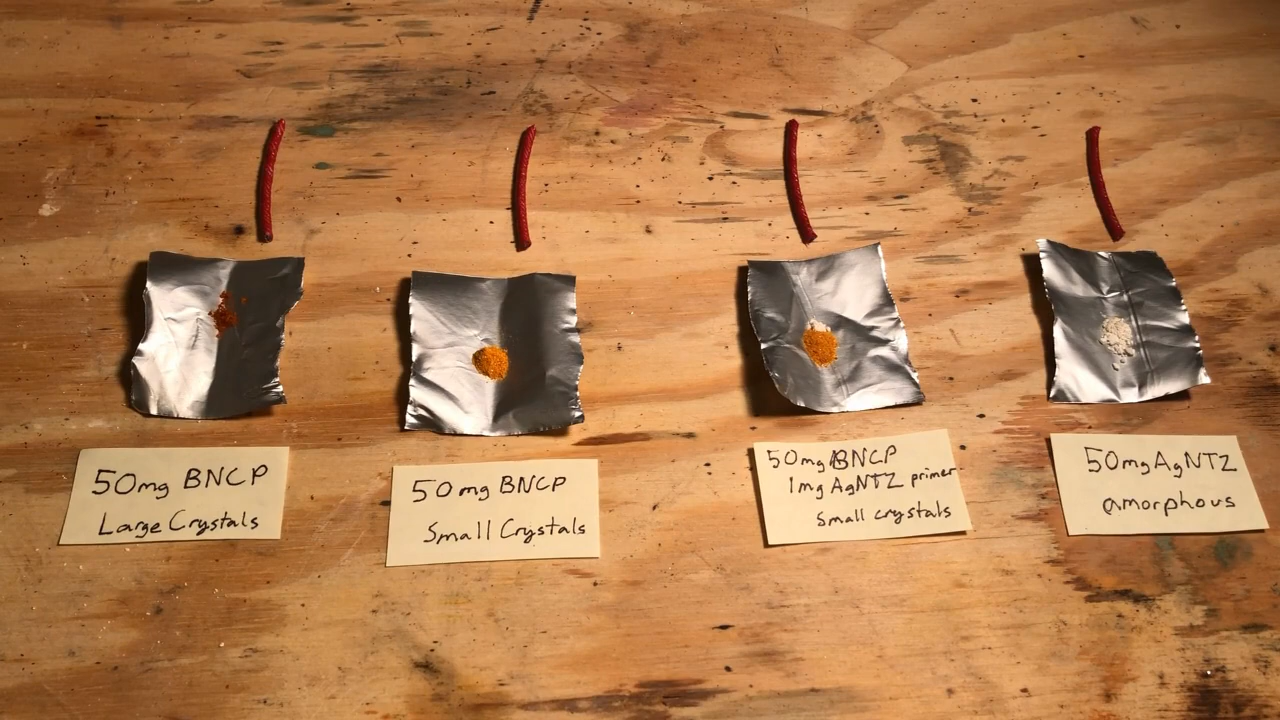 50mg BNCP
Large Crystals
50mg BNCP
Small Crystals
50mg BNCP
1mg AgNTZ primer
Small crystals
50mg AgNTZ
amorphous